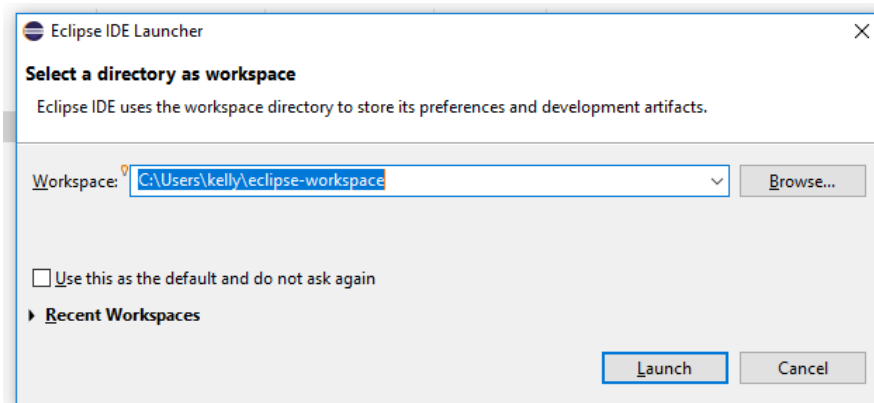 Eclipse IDE Launcher
Select a directory as workspace
Eclipse IDE uses the workspace directory to store its preferences and development artifacts.
Workspace: C:\Users\kelly\eclipse-workspace Browse...
Use this as the default and do not ask again
Recent Workspaces
Launch Cancel